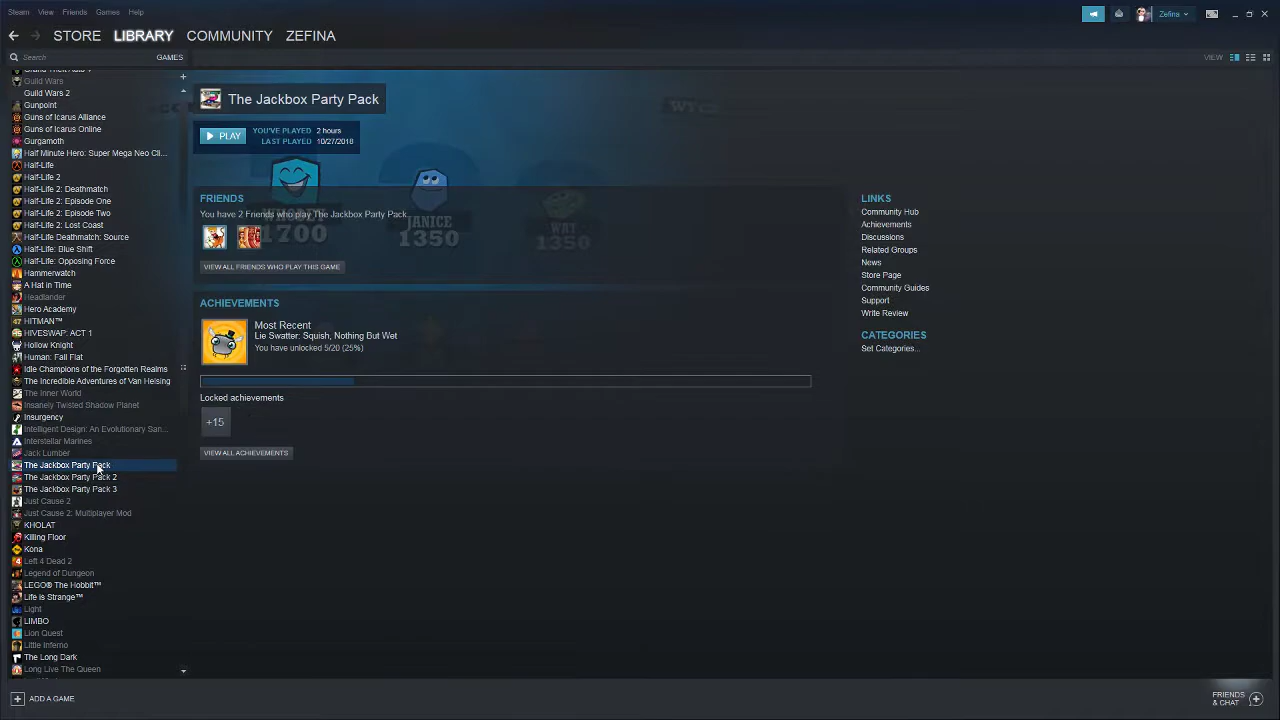 Steam View Friends Games Help
Zefina
STORE LIBRARY COMMUNITY ZEFINA
Search GAMES
VIEW
Guild Wars
Guild Wars 2
Gunpoint
Guns of Icarus Alliance
Guns of Icarus Online
Gurgamoth
Half Minute Hero: Super Mega Neo Cli...
Half-Life
Half-Life 2
Half-Life 2: Deathmatch
Half-Life 2: Episode One
Half-Life 2: Episode Two
Half-Life 2: Lost Coast
Half-Life Deathmatch: Source
Half-Life: Blue Shift
Half-Life: Opposing Force
Hammerwatch
A Hat in Time
Headlander
Hero Academy
HITMAN™
HIVESWAP: ACT 1
Hollow Knight
Human: Fall Flat
Idle Champions of the Forgotten Realms
The Incredible Adventures of Van Helsing
The Inner World
Insanely Twisted Shadow Planet
Insurgency
Intelligent Design: An Evolutionary San...
Interstellar Marines
Jack Lumber
The Jackbox Party Pack
The Jackbox Party Pack 2
The Jackbox Party Pack 3
Just Cause 2
Just Cause 2: Multiplayer Mod
KHOLAT
Killing Floor
Kona
Left 4 Dead 2
Legend of Dungeon
LEGO® The Hobbit™
Life is Strange™
Light
LIMBO
Lion Quest
Little Inferno
The Long Dark
Long Live The Queen
The Jackbox Party Pack
PLAY
YOU'VE PLAYED 2 hours
LAST PLAYED 10/27/2018
FRIENDS
You have 2 Friends who play The Jackbox Party Pack
1700
JANICE
1350
WAY
1350
VIEW ALL FRIENDS WHO PLAY THIS GAME
ACHIEVEMENTS
Most Recent
Lie Swatter: Squish, Nothing But Wet
You have unlocked 5/20 (25%)
Locked achievements
+15
VIEW ALL ACHIEVEMENTS
LINKS
Community Hub
Achievements
Discussions
Related Groups
News
Store Page
Community Guides
Support
Write Review
CATEGORIES
Set Categories...
ADD A GAME
FRIENDS
& CHAT